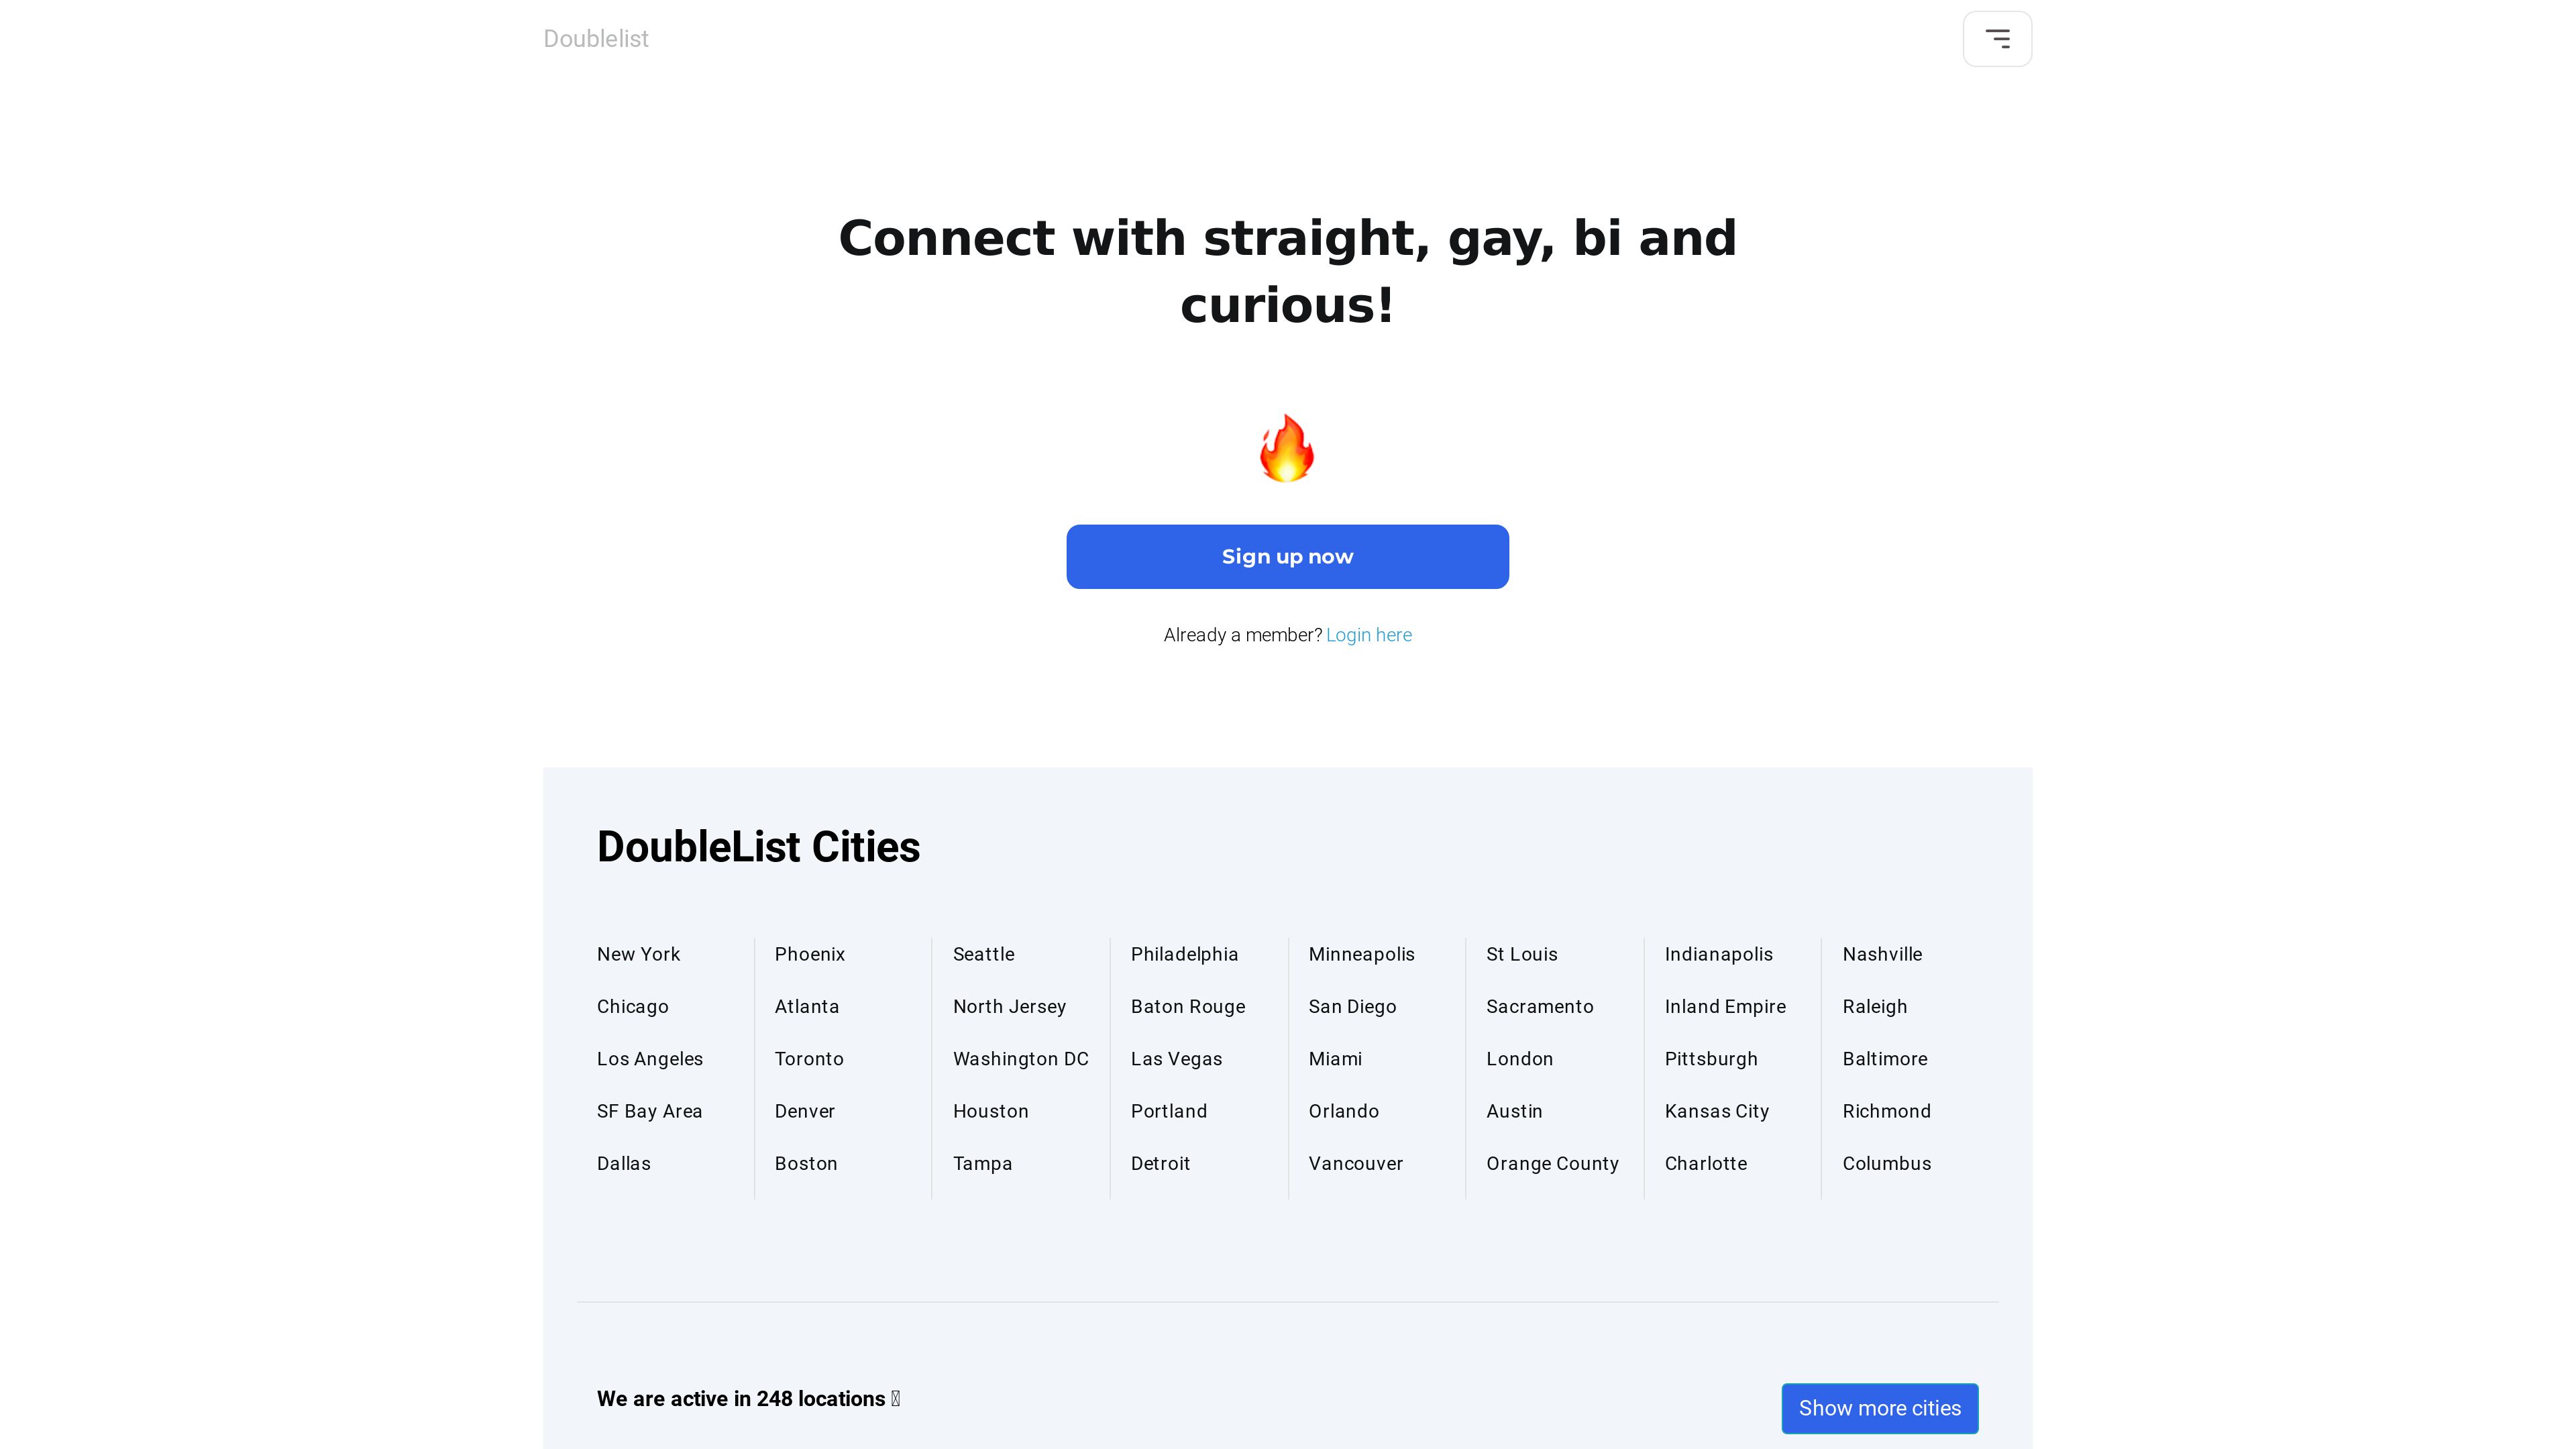 Doublelist
Connect with straight, gay, bi and
curious!
Sign up now
Already a member? Login here
DoubleList Cities
New York
Chicago
Los Angeles
SF Bay Area
Dallas
Phoenix
Atlanta
Toronto
Denver
Boston
Seattle
North Jersey
Washington DC
Houston
Tampa
Philadelphia
Baton Rouge
Las Vegas
Portland
Detroit
Minneapolis
San Diego
Miami
Orlando
Vancouver
St Louis
Sacramento
London
Austin
Orange County
Indianapolis
Inland Empire
Pittsburgh
Kansas City
Charlotte
Nashville
Raleigh
Baltimore
Richmond
Columbus
We are active in 248 locations
Show more cities